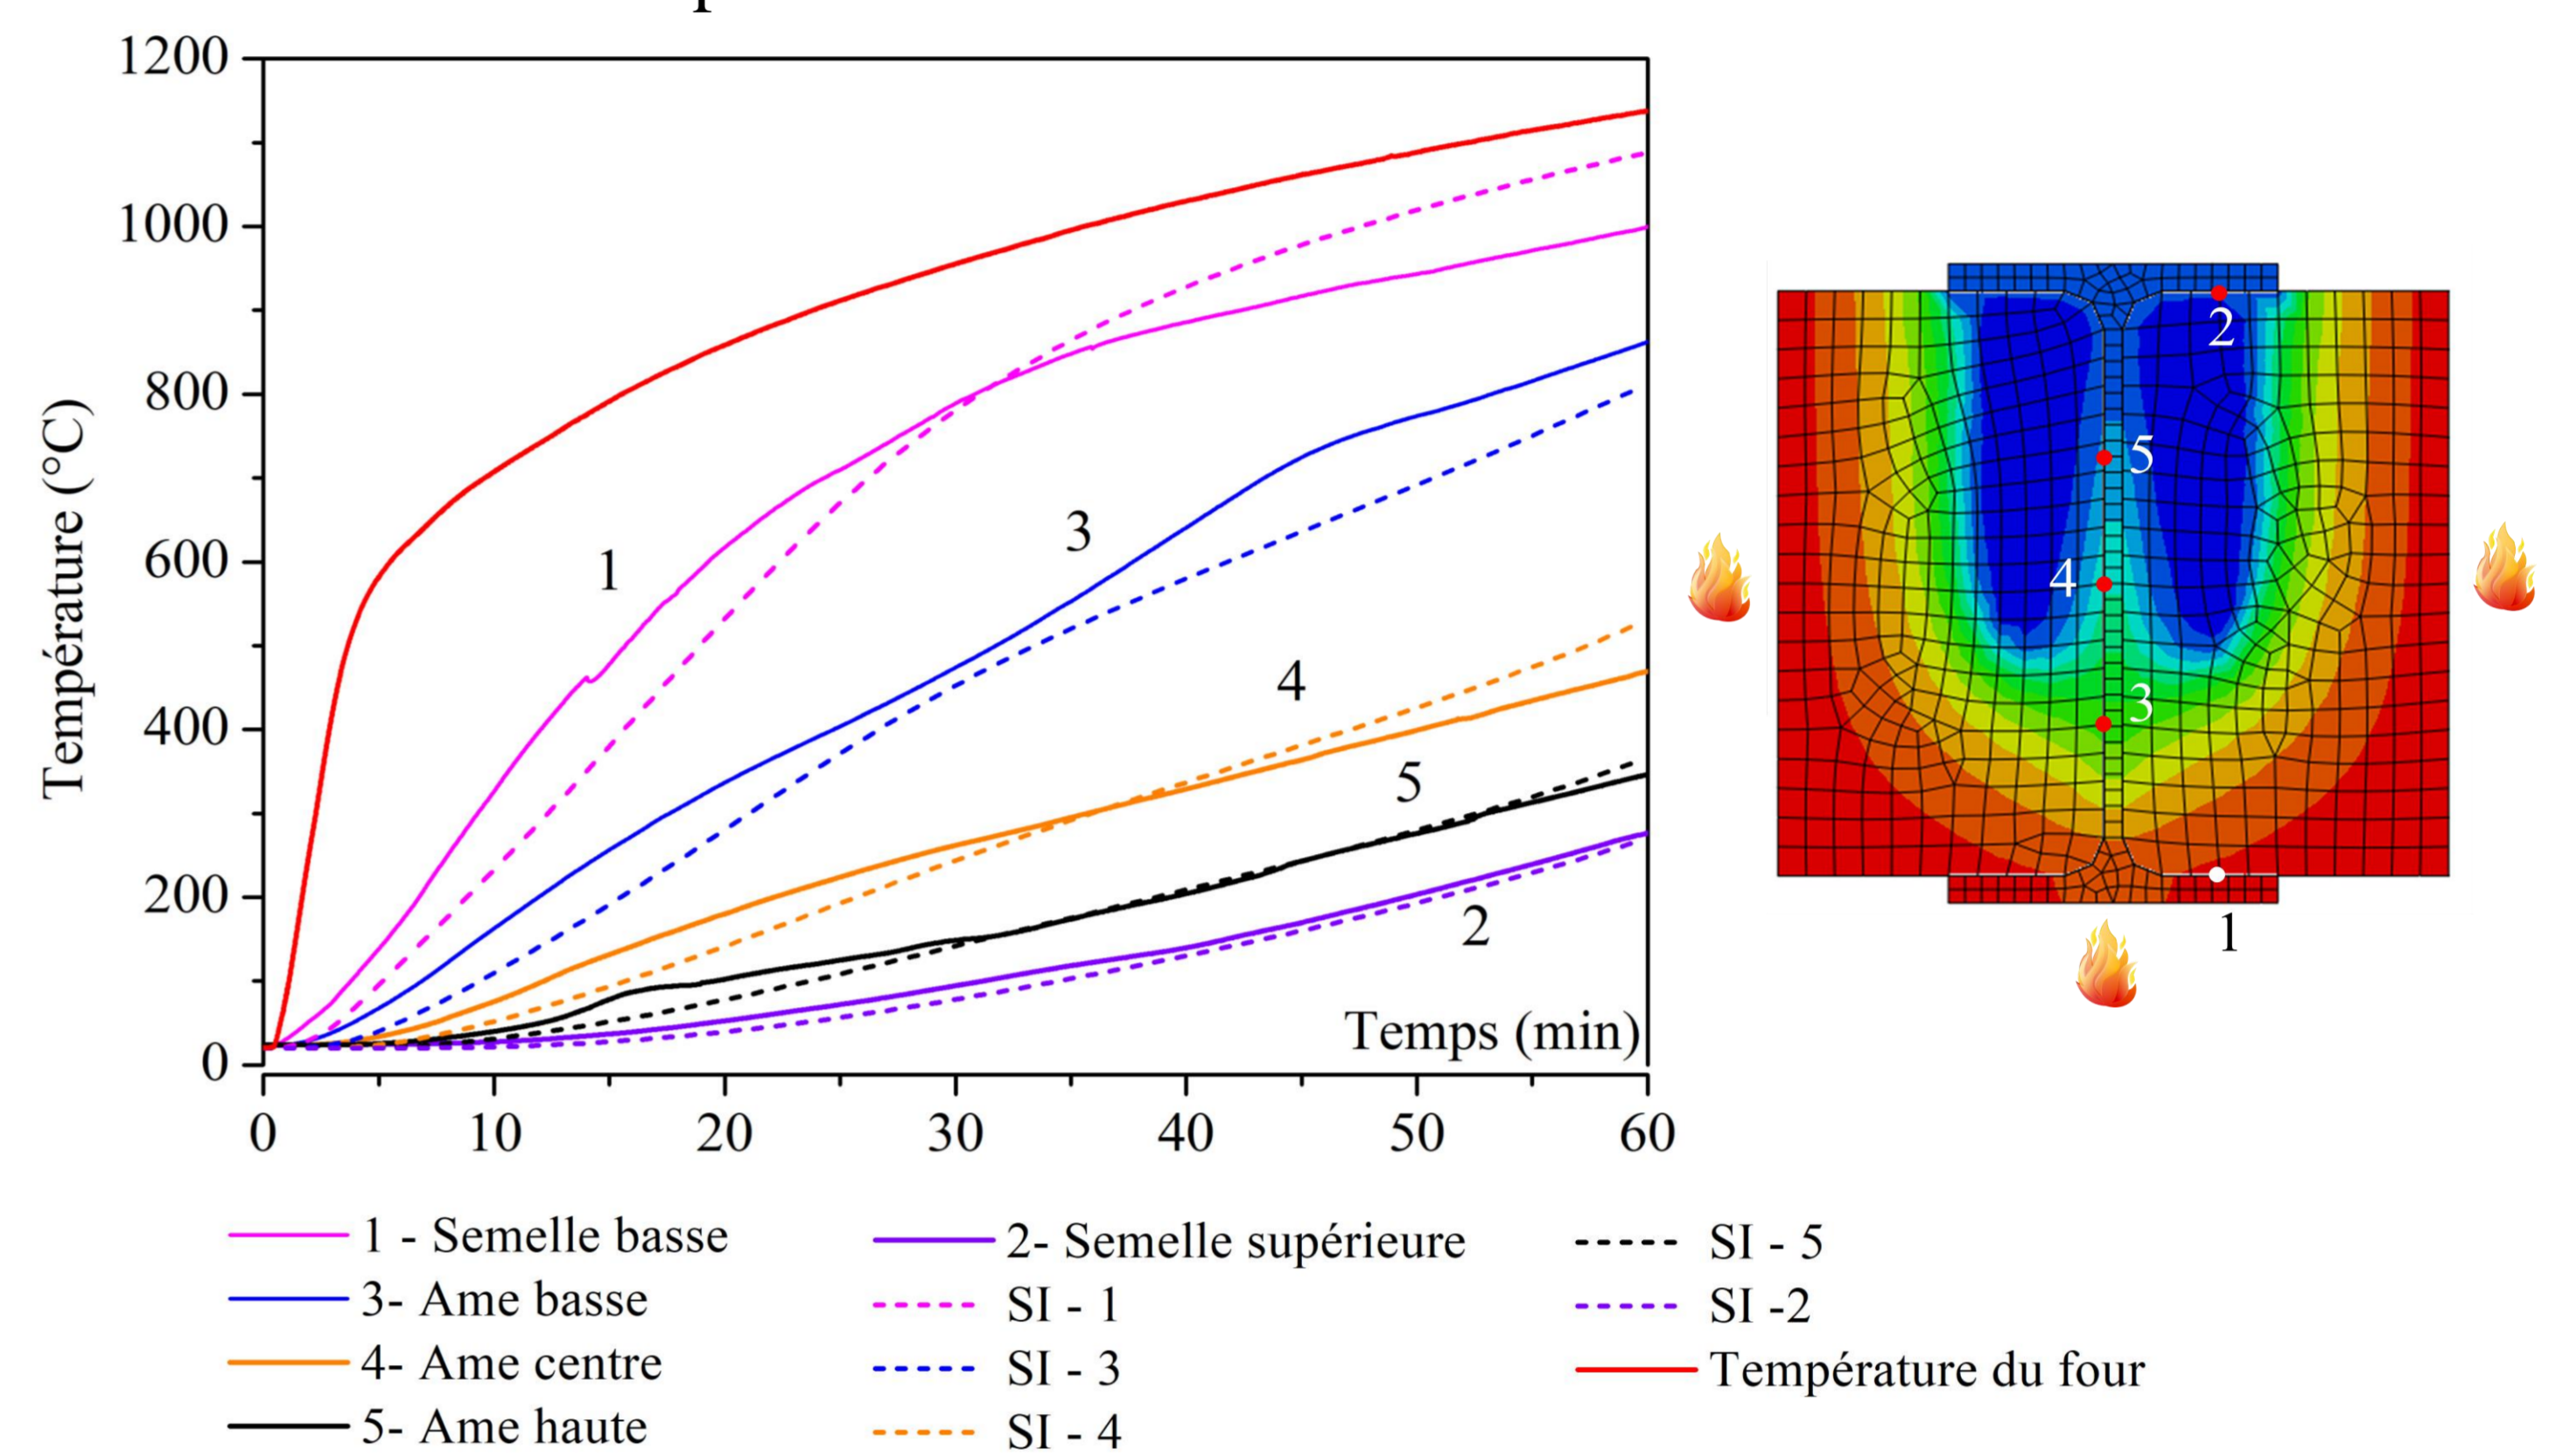 1200
1000
800
600
400
200
0
Température (°C)
1
3
4
5
2
Temps (min)
0 10 20 30 40 50 60
2
5
4
3
1
1 - Semelle basse
3- Ame basse
4- Ame centre
5- Ame haute
2- Semelle supérieure
SI - 1
SI - 3
SI - 4
SI - 5
SI -2
Température du four